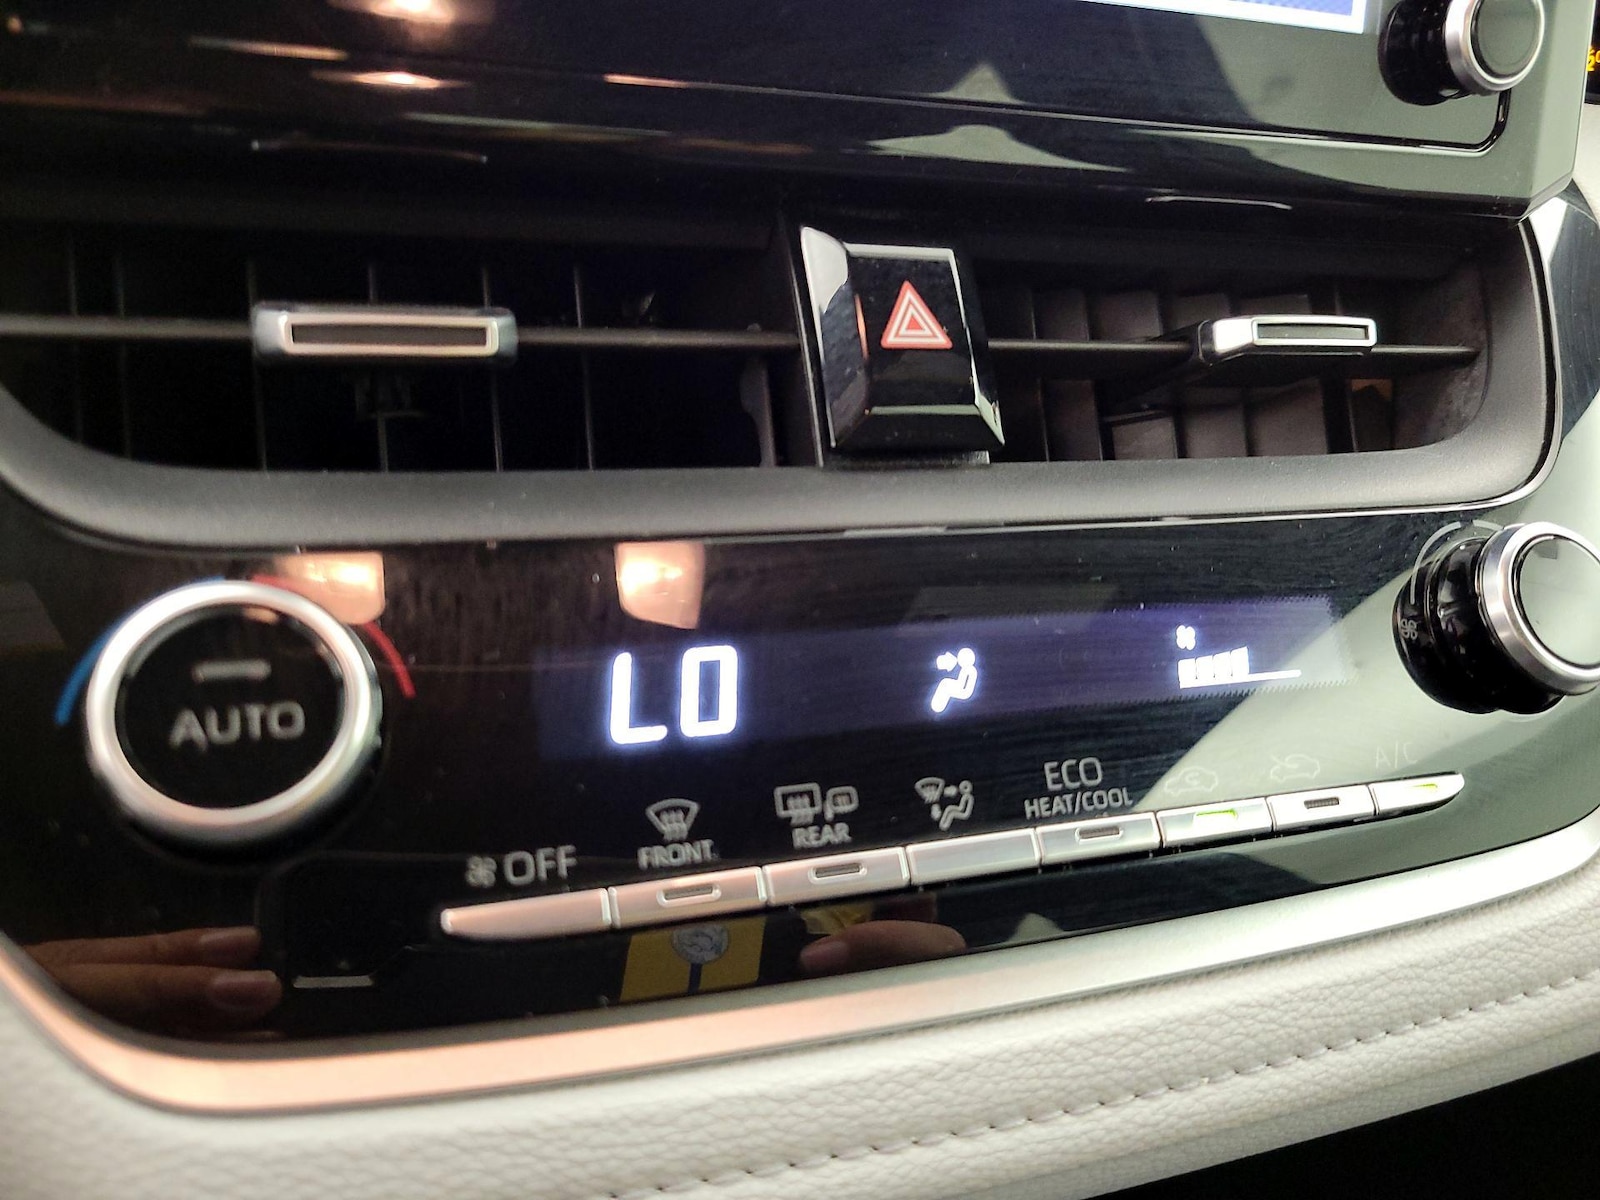 AUTO
LO
OFF
FRONT
REAR
ECO
HEAT/COOL
A/C